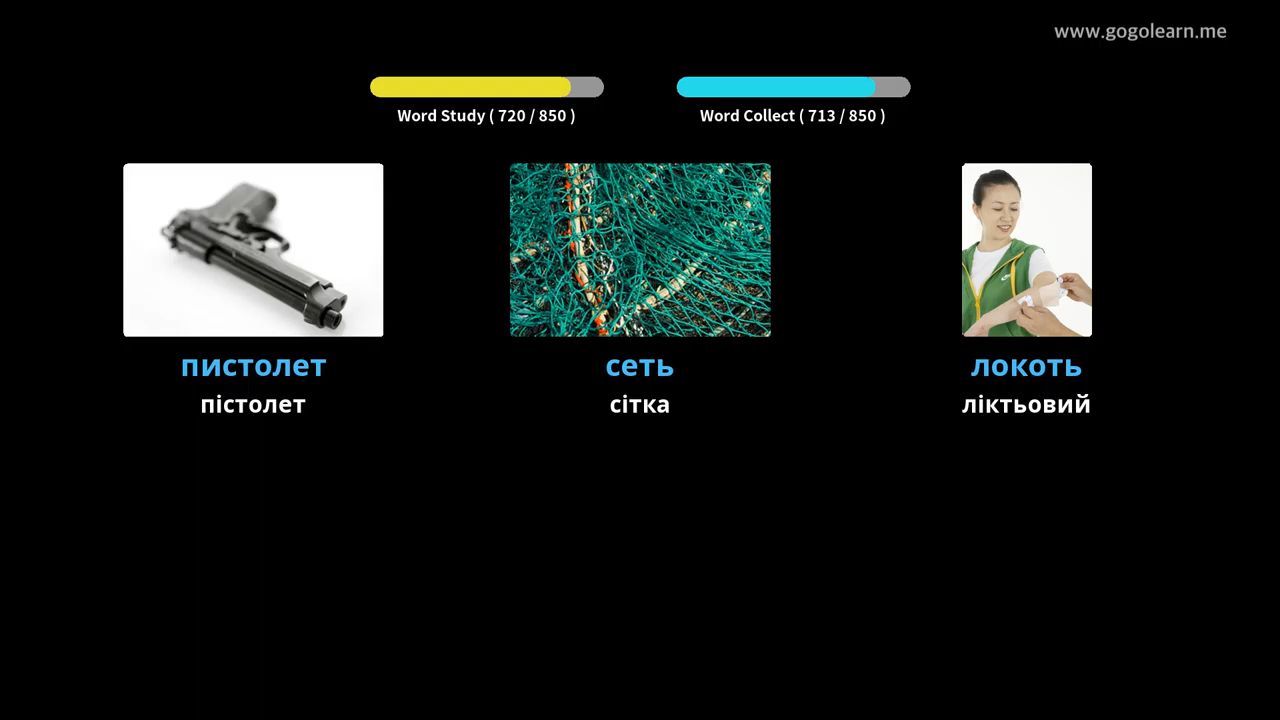 www.gogolearn.me
Word Study ( 720 / 850 )
Word Collect ( 713 / 850 )
пистолет
сеть
локоть
пістолет
сітка
ліктьовий